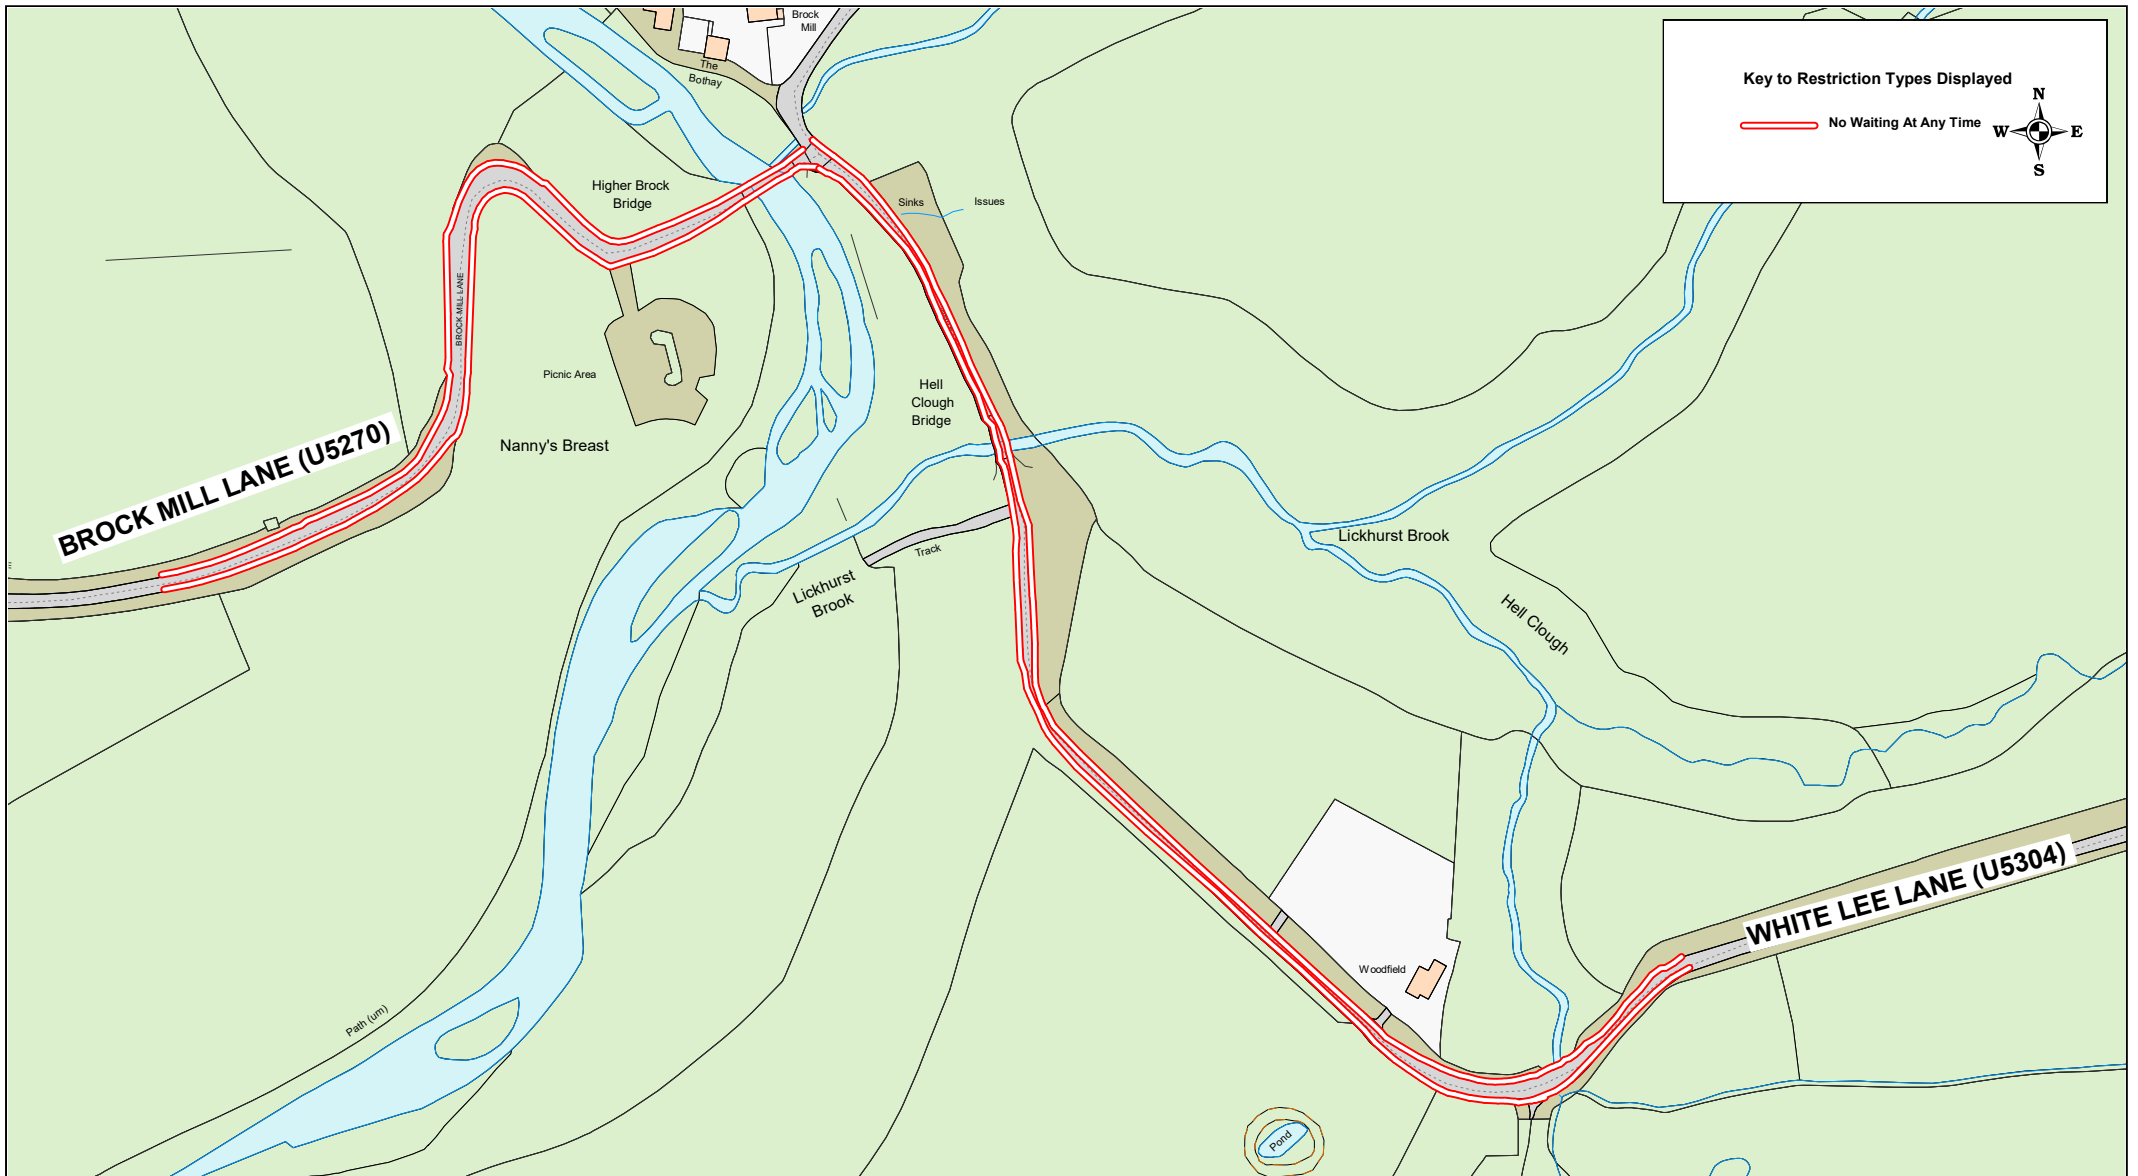 Brock
Mill
The
Bothay
Key to Restriction Types Displayed
No Waiting At Any Time
N
W
E
S
Higher Brock
Bridge
Sinks
Issues
BROCK MILL LANE
Picnic Area
Hell
Clough
Bridge
Nanny's Breast
BROCK MILL LANE (U5270)
Track
Lickhurst Brook
Lickhurst
Brook
Hell Clough
WHITE LEE LANE (U5304)
Woodfield
Path (um)
Pond